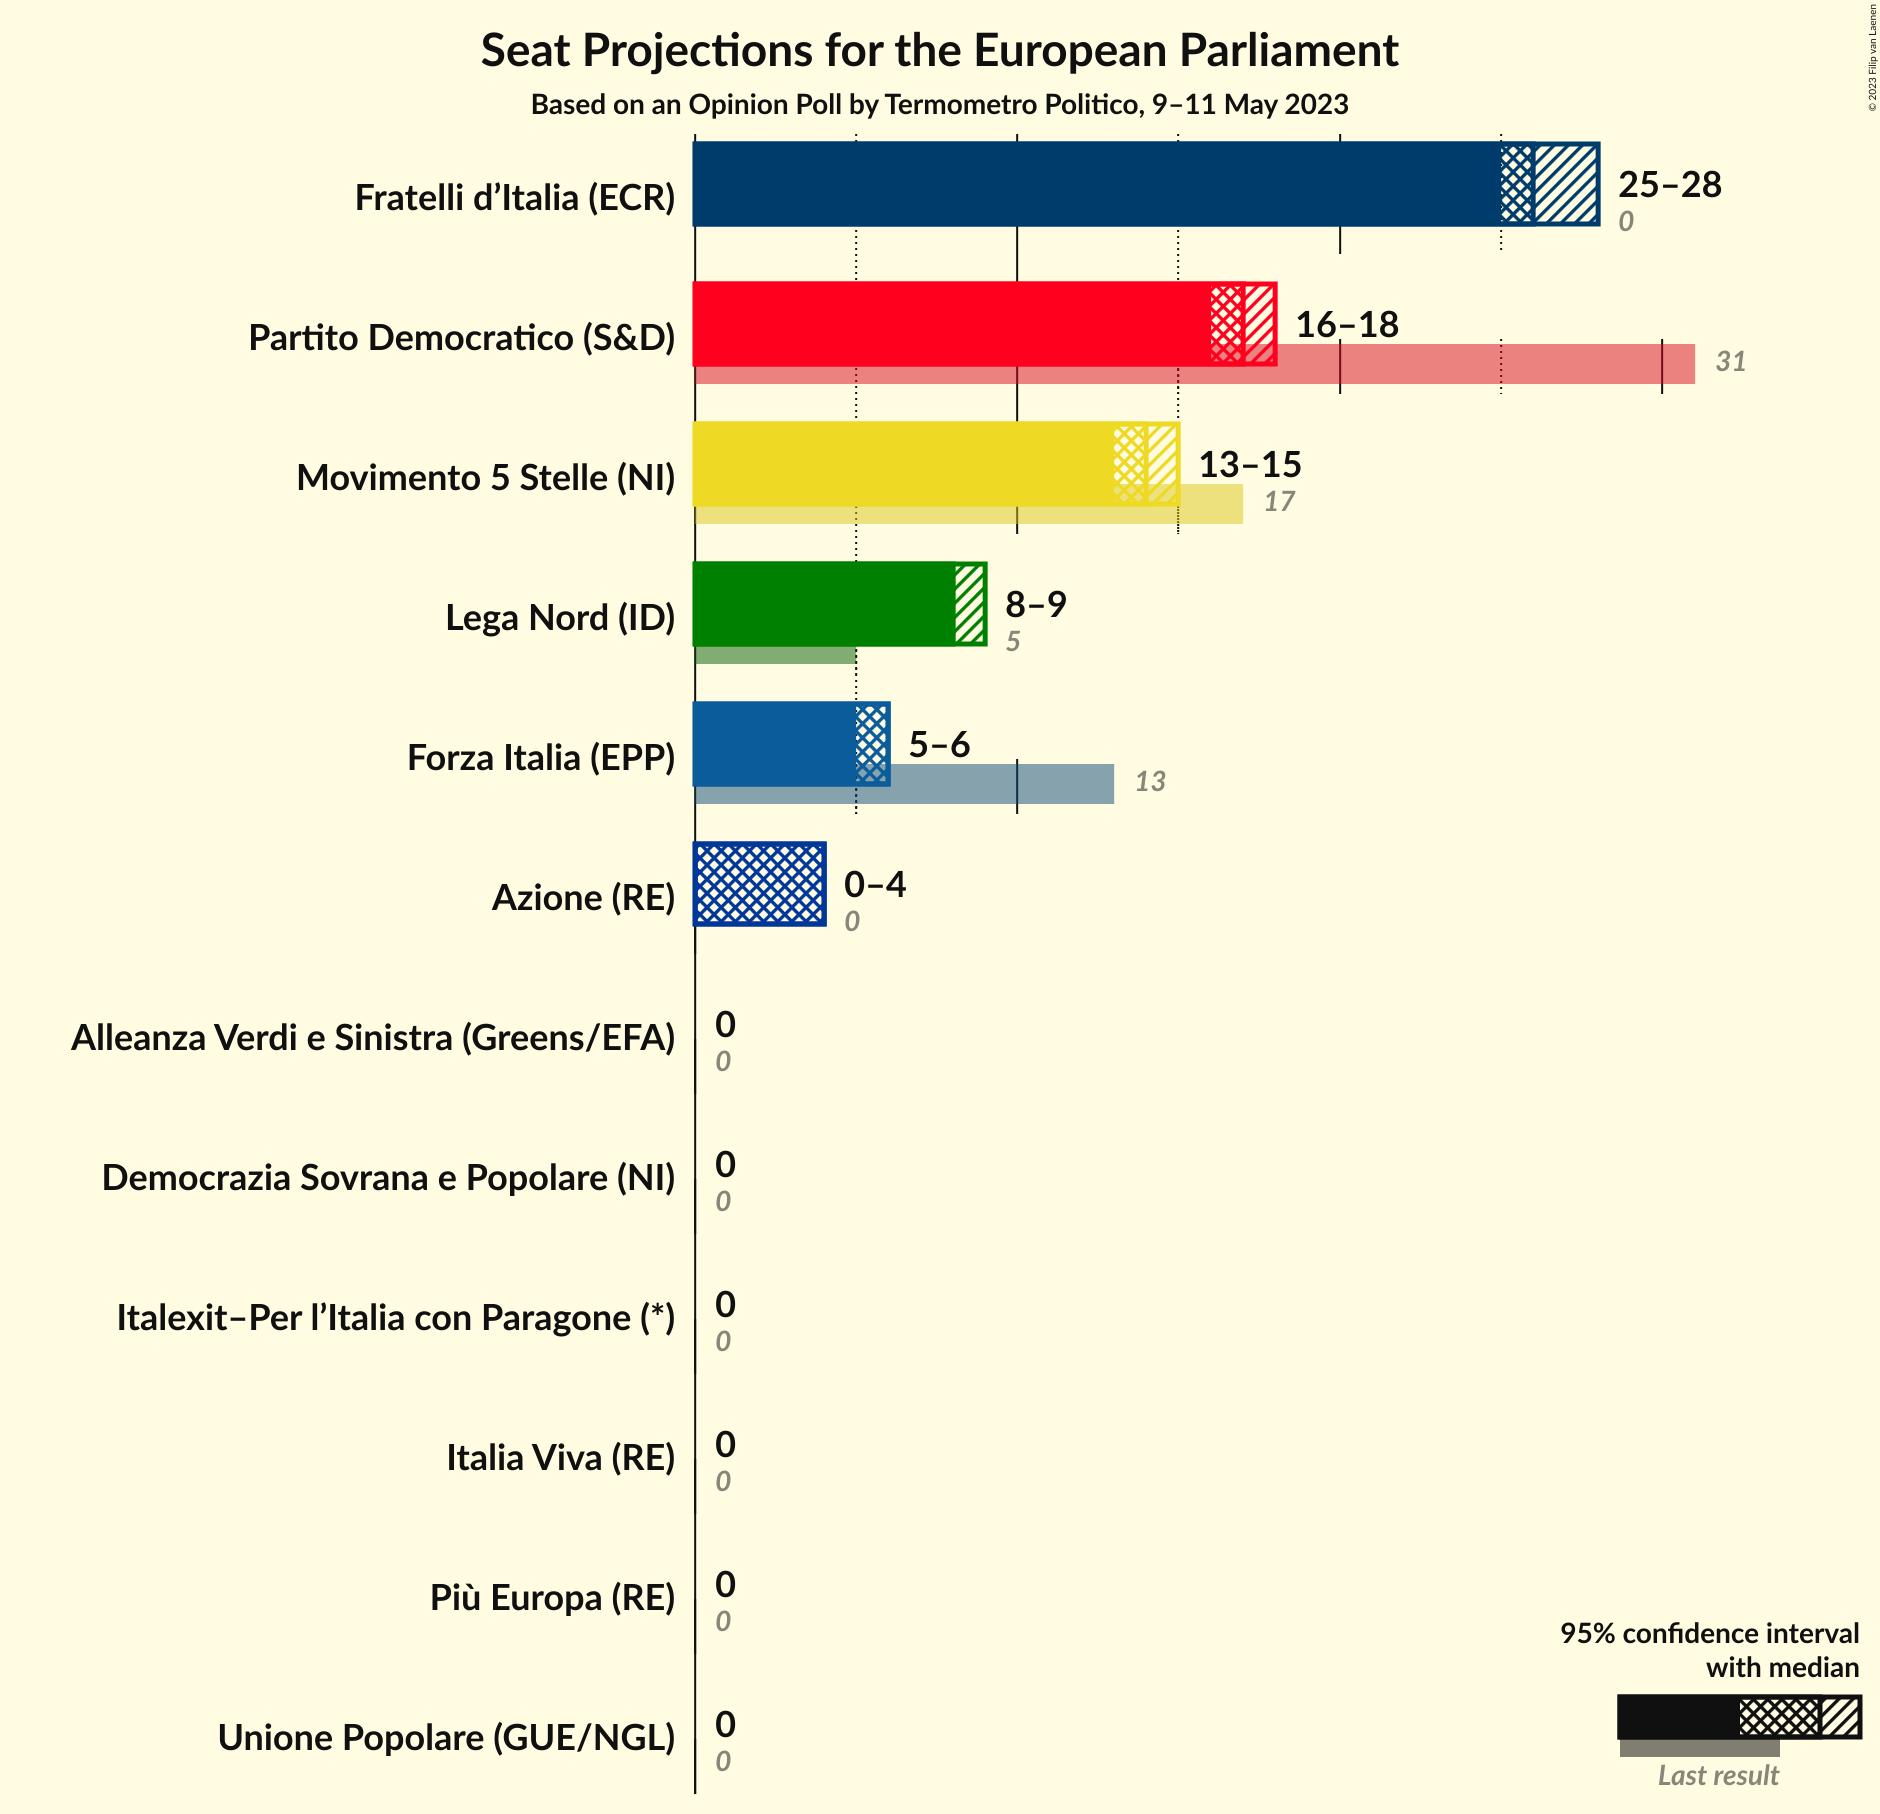 Seat Projections for the European Parliament
Based on an Opinion Poll by Termometro Politico, 9–11 May 2023
© 2023 Filip van Laenen
Fratelli d’Italia (ECR)
25–28
0
Partito Democratico (S&D)
16–18
31
Movimento 5 Stelle (NI)
13–15
17
Lega Nord (ID)
8–9
5
Forza Italia (EPP)
5–6
13
Azione (RE)
0–4
0
Alleanza Verdi e Sinistra (Greens/EFA)
0
0
Democrazia Sovrana e Popolare (NI)
0
0
Italexit–Per l’Italia con Paragone (*)
0
0
Italia Viva (RE)
0
0
Più Europa (RE)
0
0
Unione Popolare (GUE/NGL)
0
0
95% confidence interval
with median
Last result